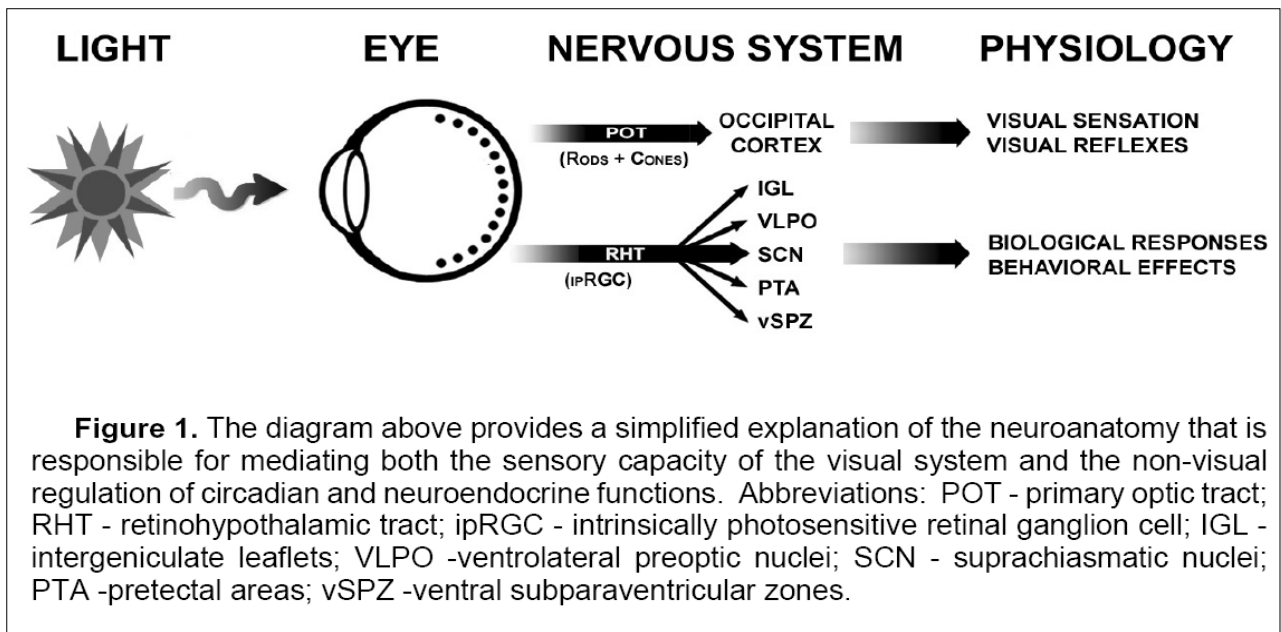 LIGHT EYE NERVOUS SYSTEM PHYSIOLOGY
POT
(RODS + CONES)
OCCIPITAL
CORTEX
VISUAL SENSATION
VISUAL REFLEXES
IGL
VLPO
RHT
(IPRGC)
SCN
PTA
vSPZ
BIOLOGICAL RESPONSES
BEHAVIORAL EFFECTS
Figure 1. The diagram above provides a simplified explanation of the neuroanatomy that is
responsible for mediating both the sensory capacity of the visual system and the non-visual
regulation of circadian and neuroendocrine functions. Abbreviations: POT - primary optic tract;
RHT - retinohypothalamic tract; ipRGC - intrinsically photosensitive retinal ganglion cell; IGL -
intergeniculate leaflets; VLPO -ventrolateral preoptic nuclei; SCN - suprachiasmatic nuclei;
PTA -pretectal areas; vSPZ -ventral subparaventricular zones.